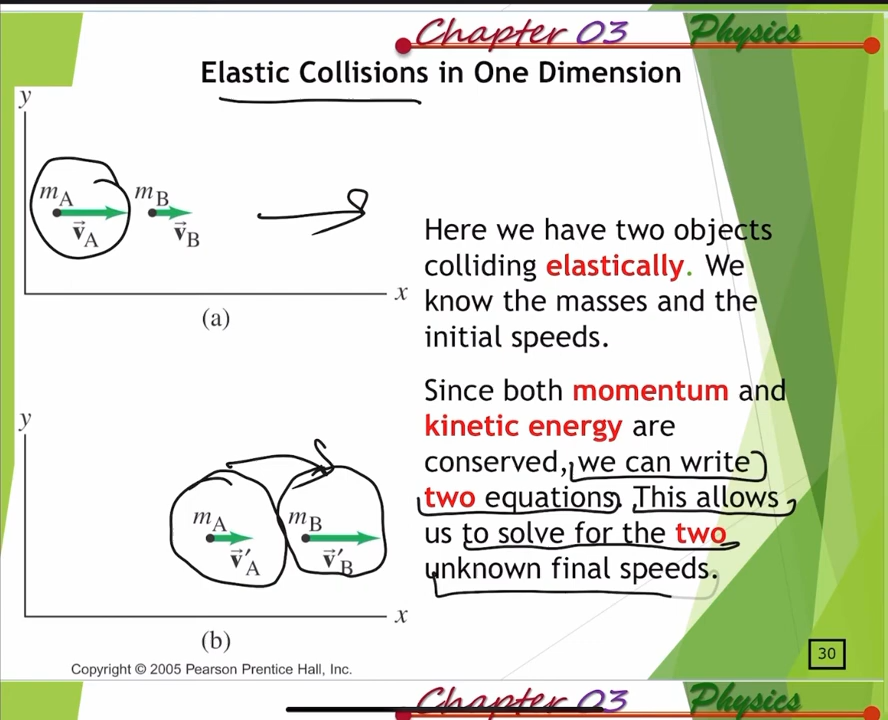 Chapter 03 Physics
Elastic Collisions in One Dimension
y
mA mB
v⃗A v⃗B
x
(a)
Here we have two objects
colliding elastically. We
know the masses and the
initial speeds.
Since both momentum and
kinetic energy are
conserved, we can write
two equations. This allows
us to solve for the two
unknown final speeds.
y
mA mB
v⃗′A v⃗′B
x
(b)
Copyright © 2005 Pearson Prentice Hall, Inc.
30
Chapter 03 Physics